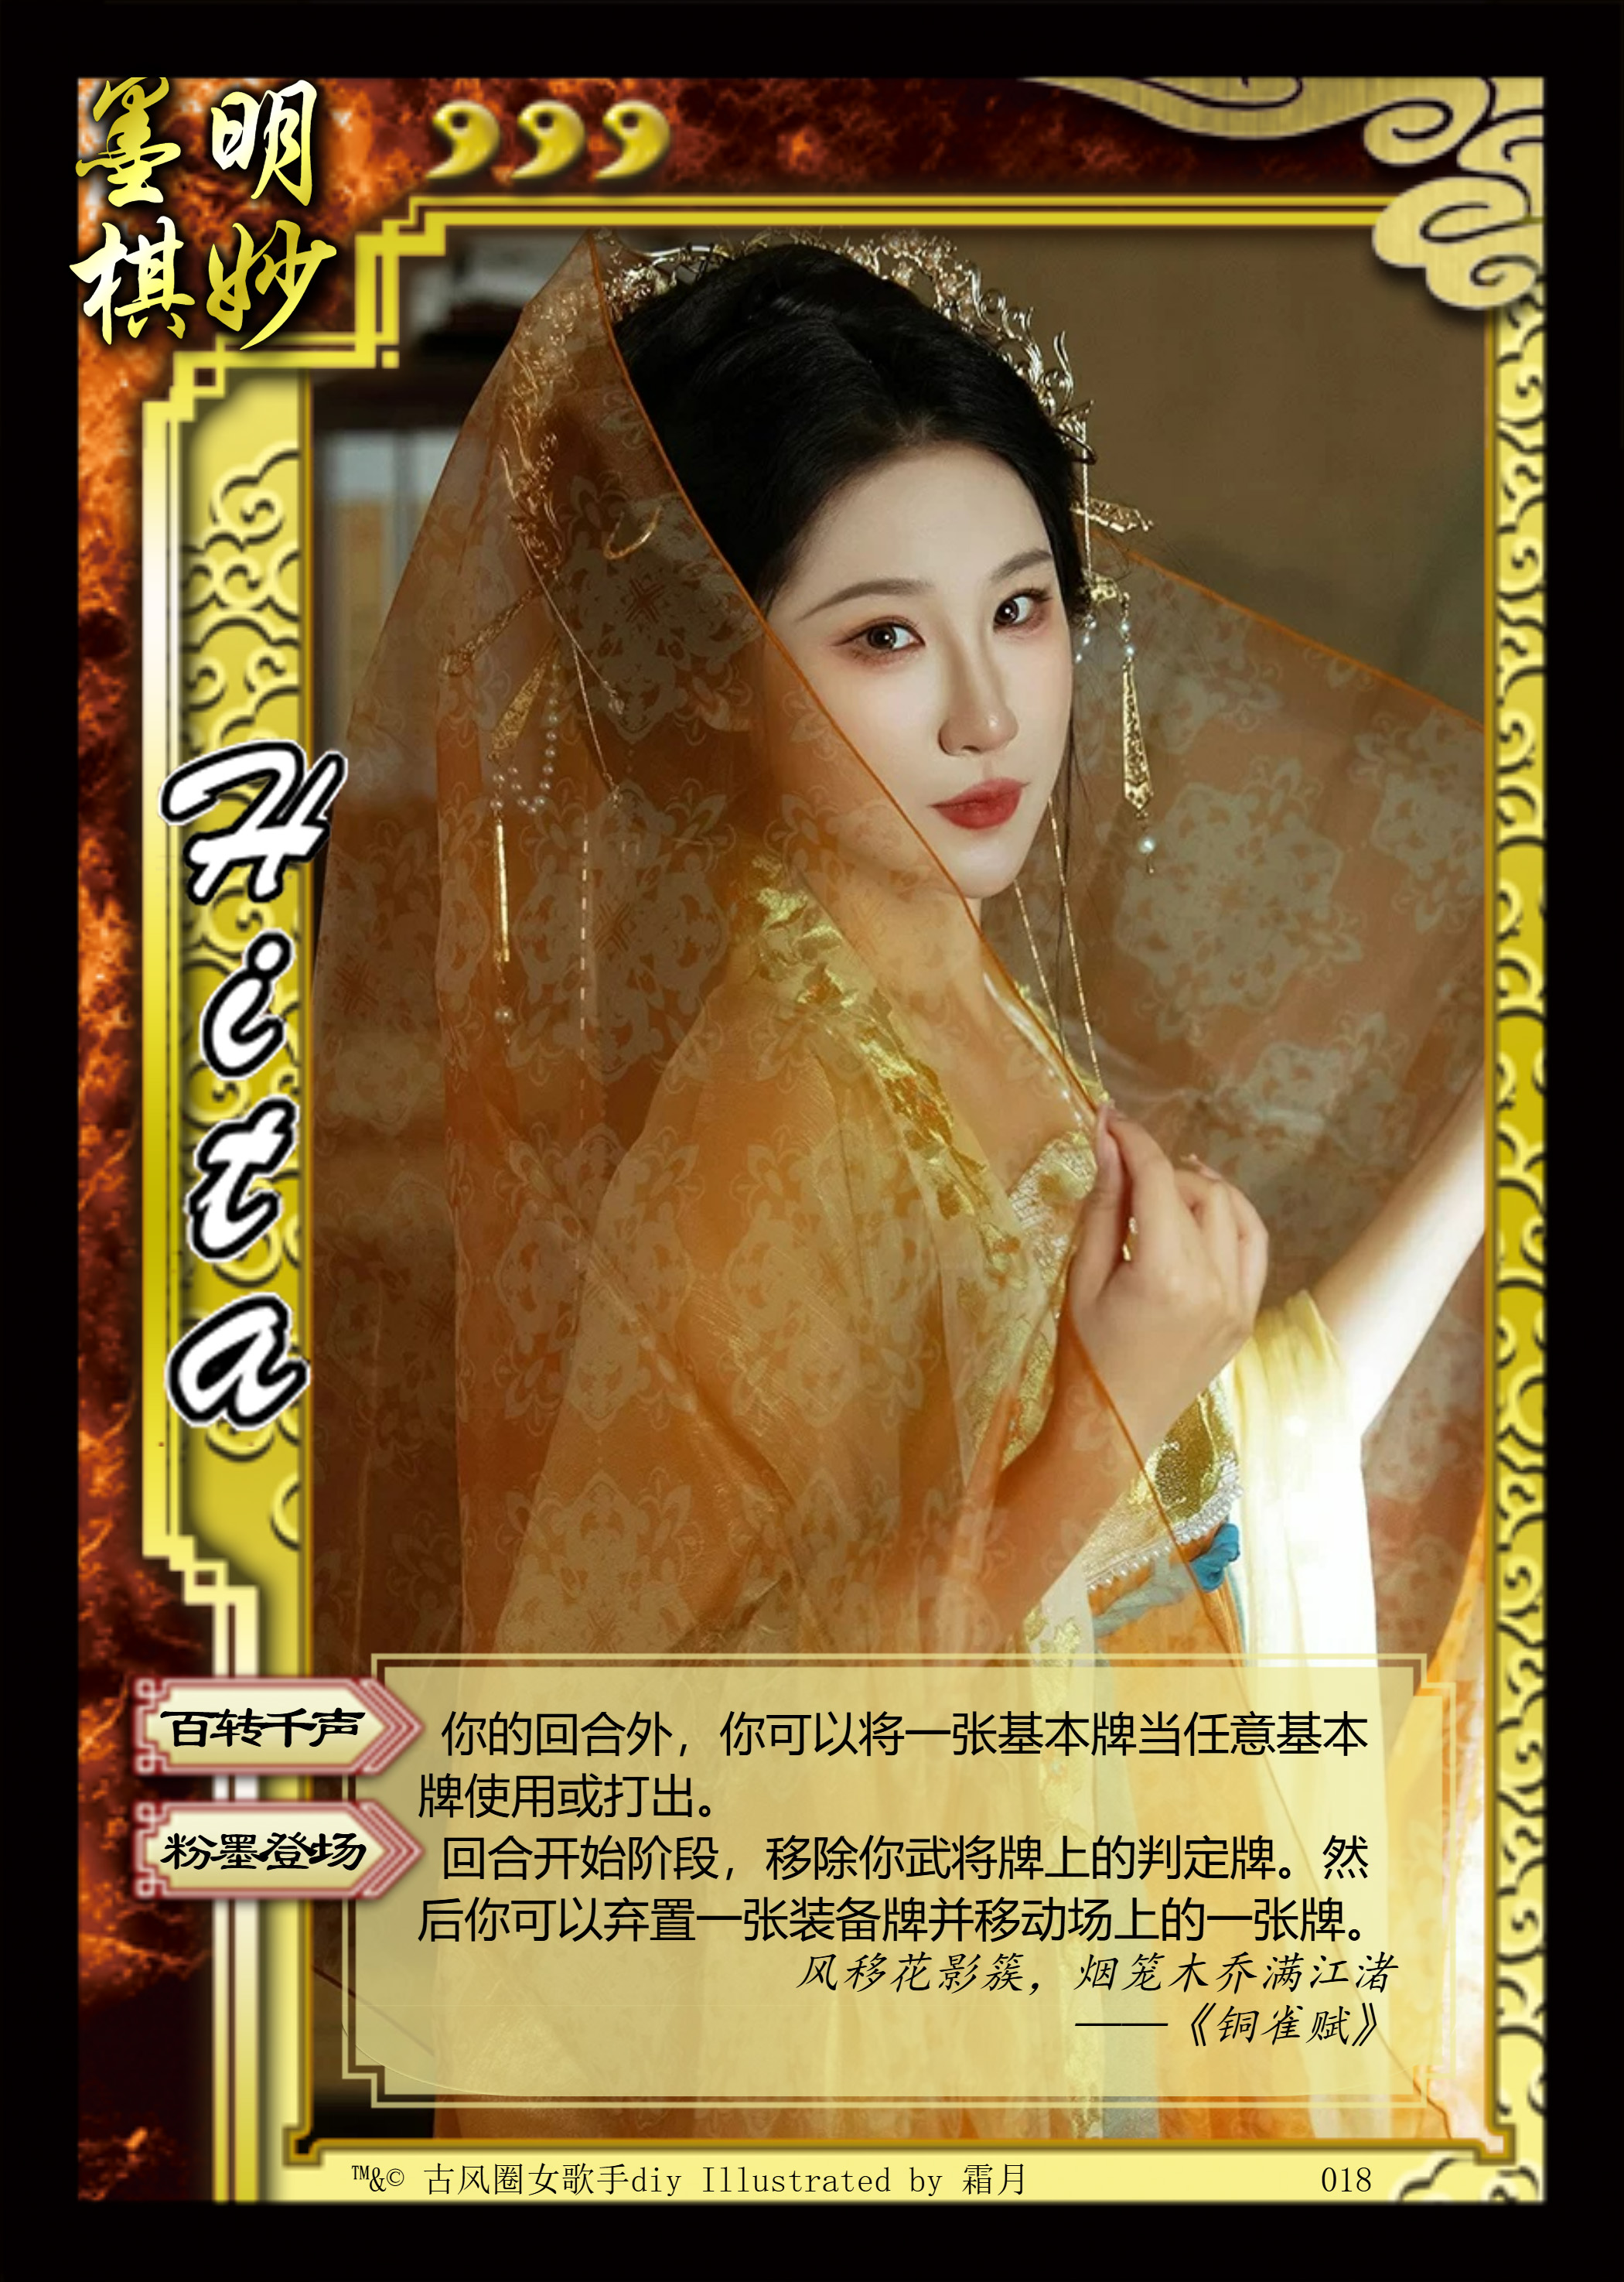 墨明
棋妙
Hita
百转千声
你的回合外，你可以将一张基本牌当任意基本
牌使用或打出。
粉墨登场
回合开始阶段，移除你武将牌上的判定牌。然
后你可以弃置一张装备牌并移动场上的一张牌。
风移花影簇，烟笼木乔满江渚
——《铜雀赋》
™&© 古风圈女歌手diy Illustrated by 霜月
018